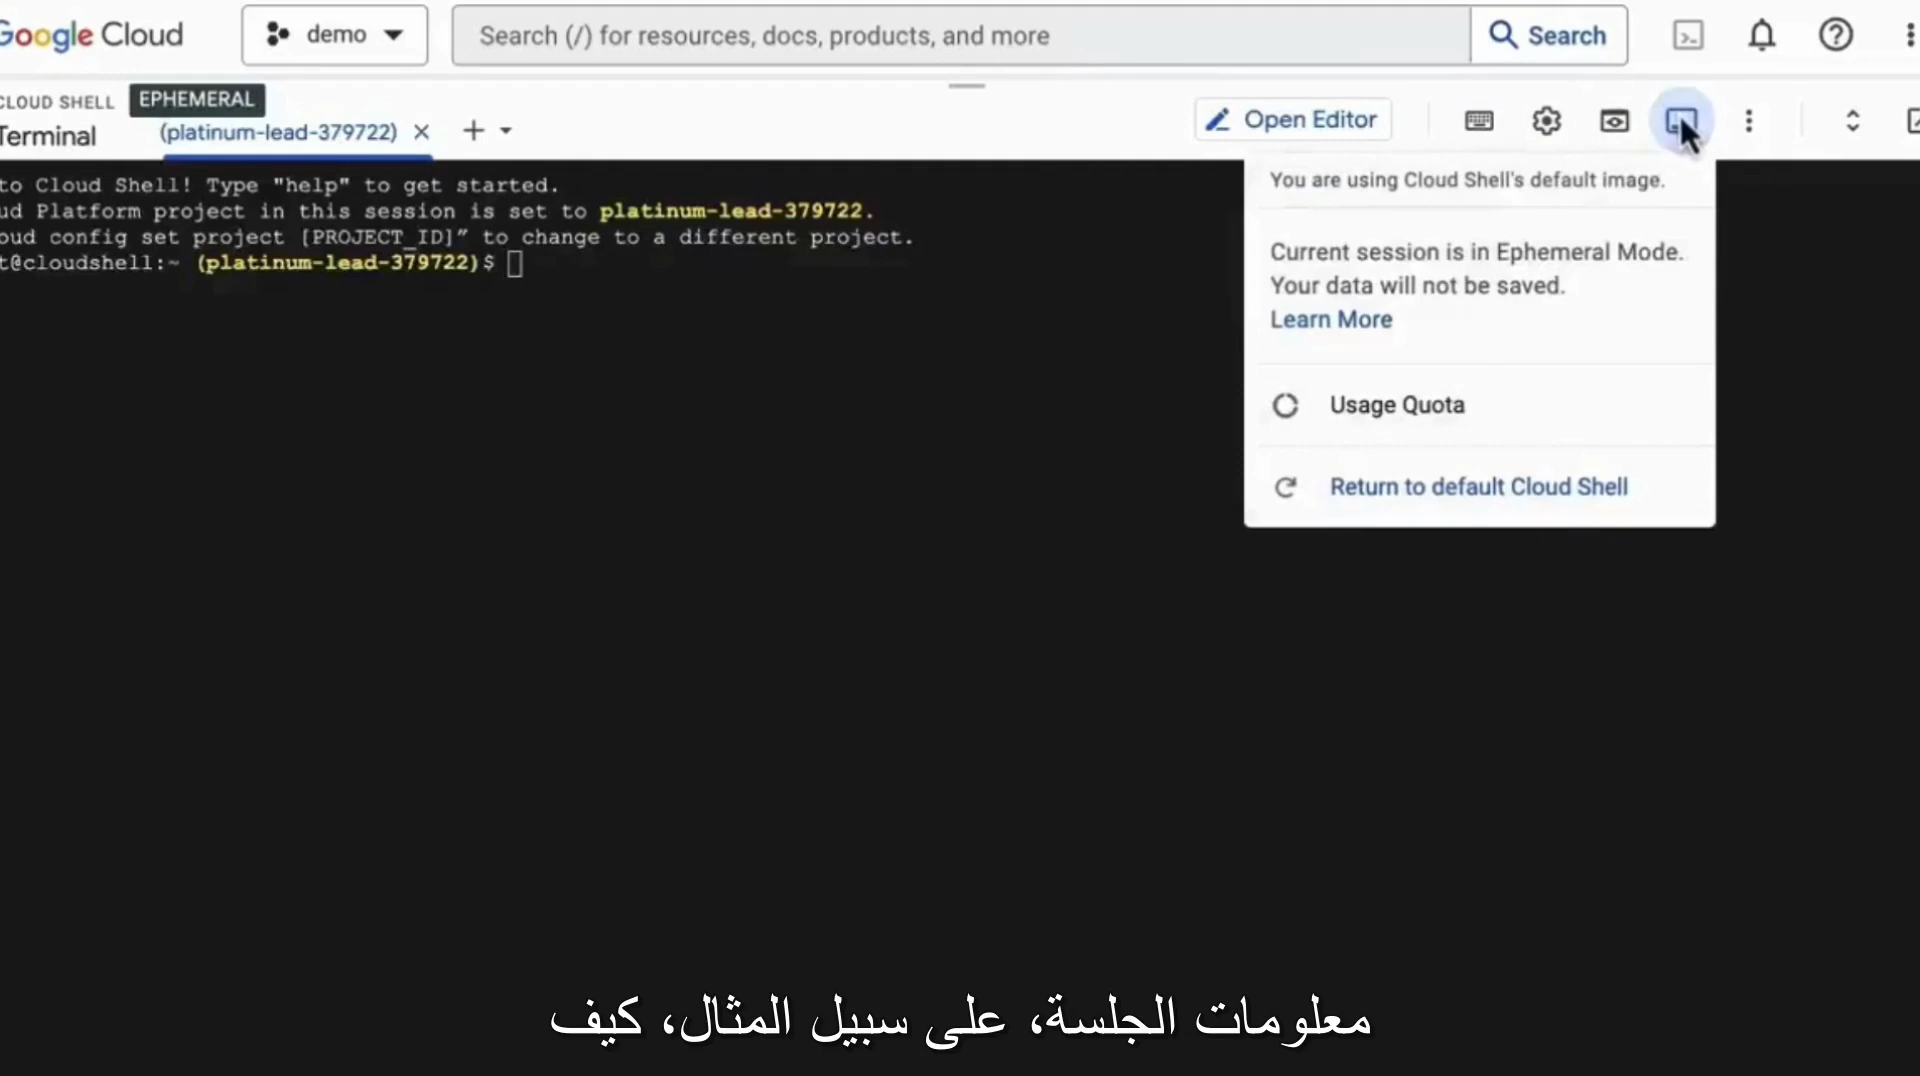 Google Cloud
demo
Search (/) for resources, docs, products, and more
Search
CLOUD SHELL
EPHEMERAL
Terminal
(platinum-lead-379722)
Open Editor
to Cloud Shell! Type "help" to get started.
ud Platform project in this session is set to platinum-lead-379722.
oud config set project [PROJECT_ID]” to change to a different project.
t@cloudshell:~ (platinum-lead-379722)$
You are using Cloud Shell's default image.
Current session is in Ephemeral Mode.
Your data will not be saved.
Learn More
Usage Quota
Return to default Cloud Shell
معلومات الجلسة، على سبيل المثال، كيف